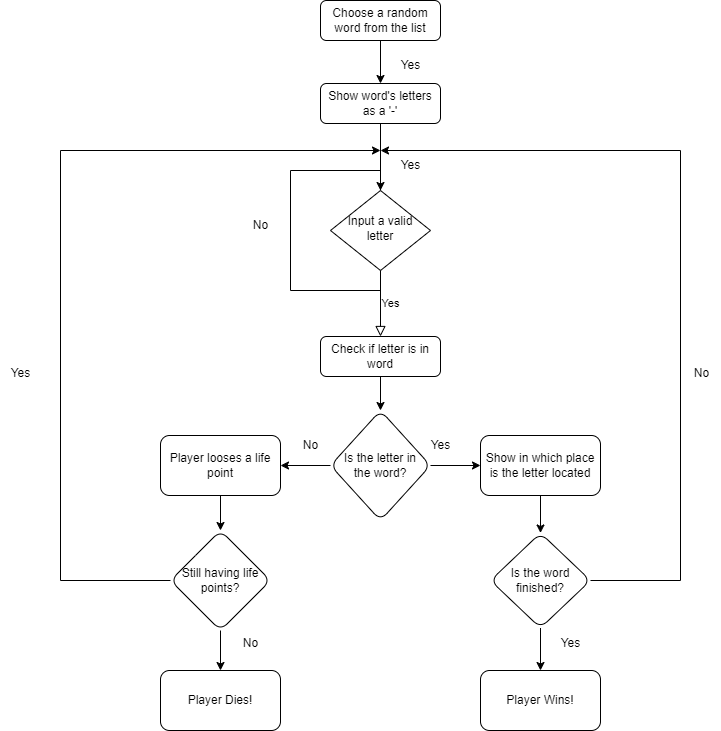 Choose a random
word from the list
Yes
Show word's letters
as a '-'
Yes
No
Input a valid
letter
Yes
Check if letter is in
word
Yes
No
No
Yes
Player looses a life
point
Is the letter in
the word?
Show in which place
is the letter located
Still having life
points?
Is the word
finished?
No
Yes
Player Dies!
Player Wins!